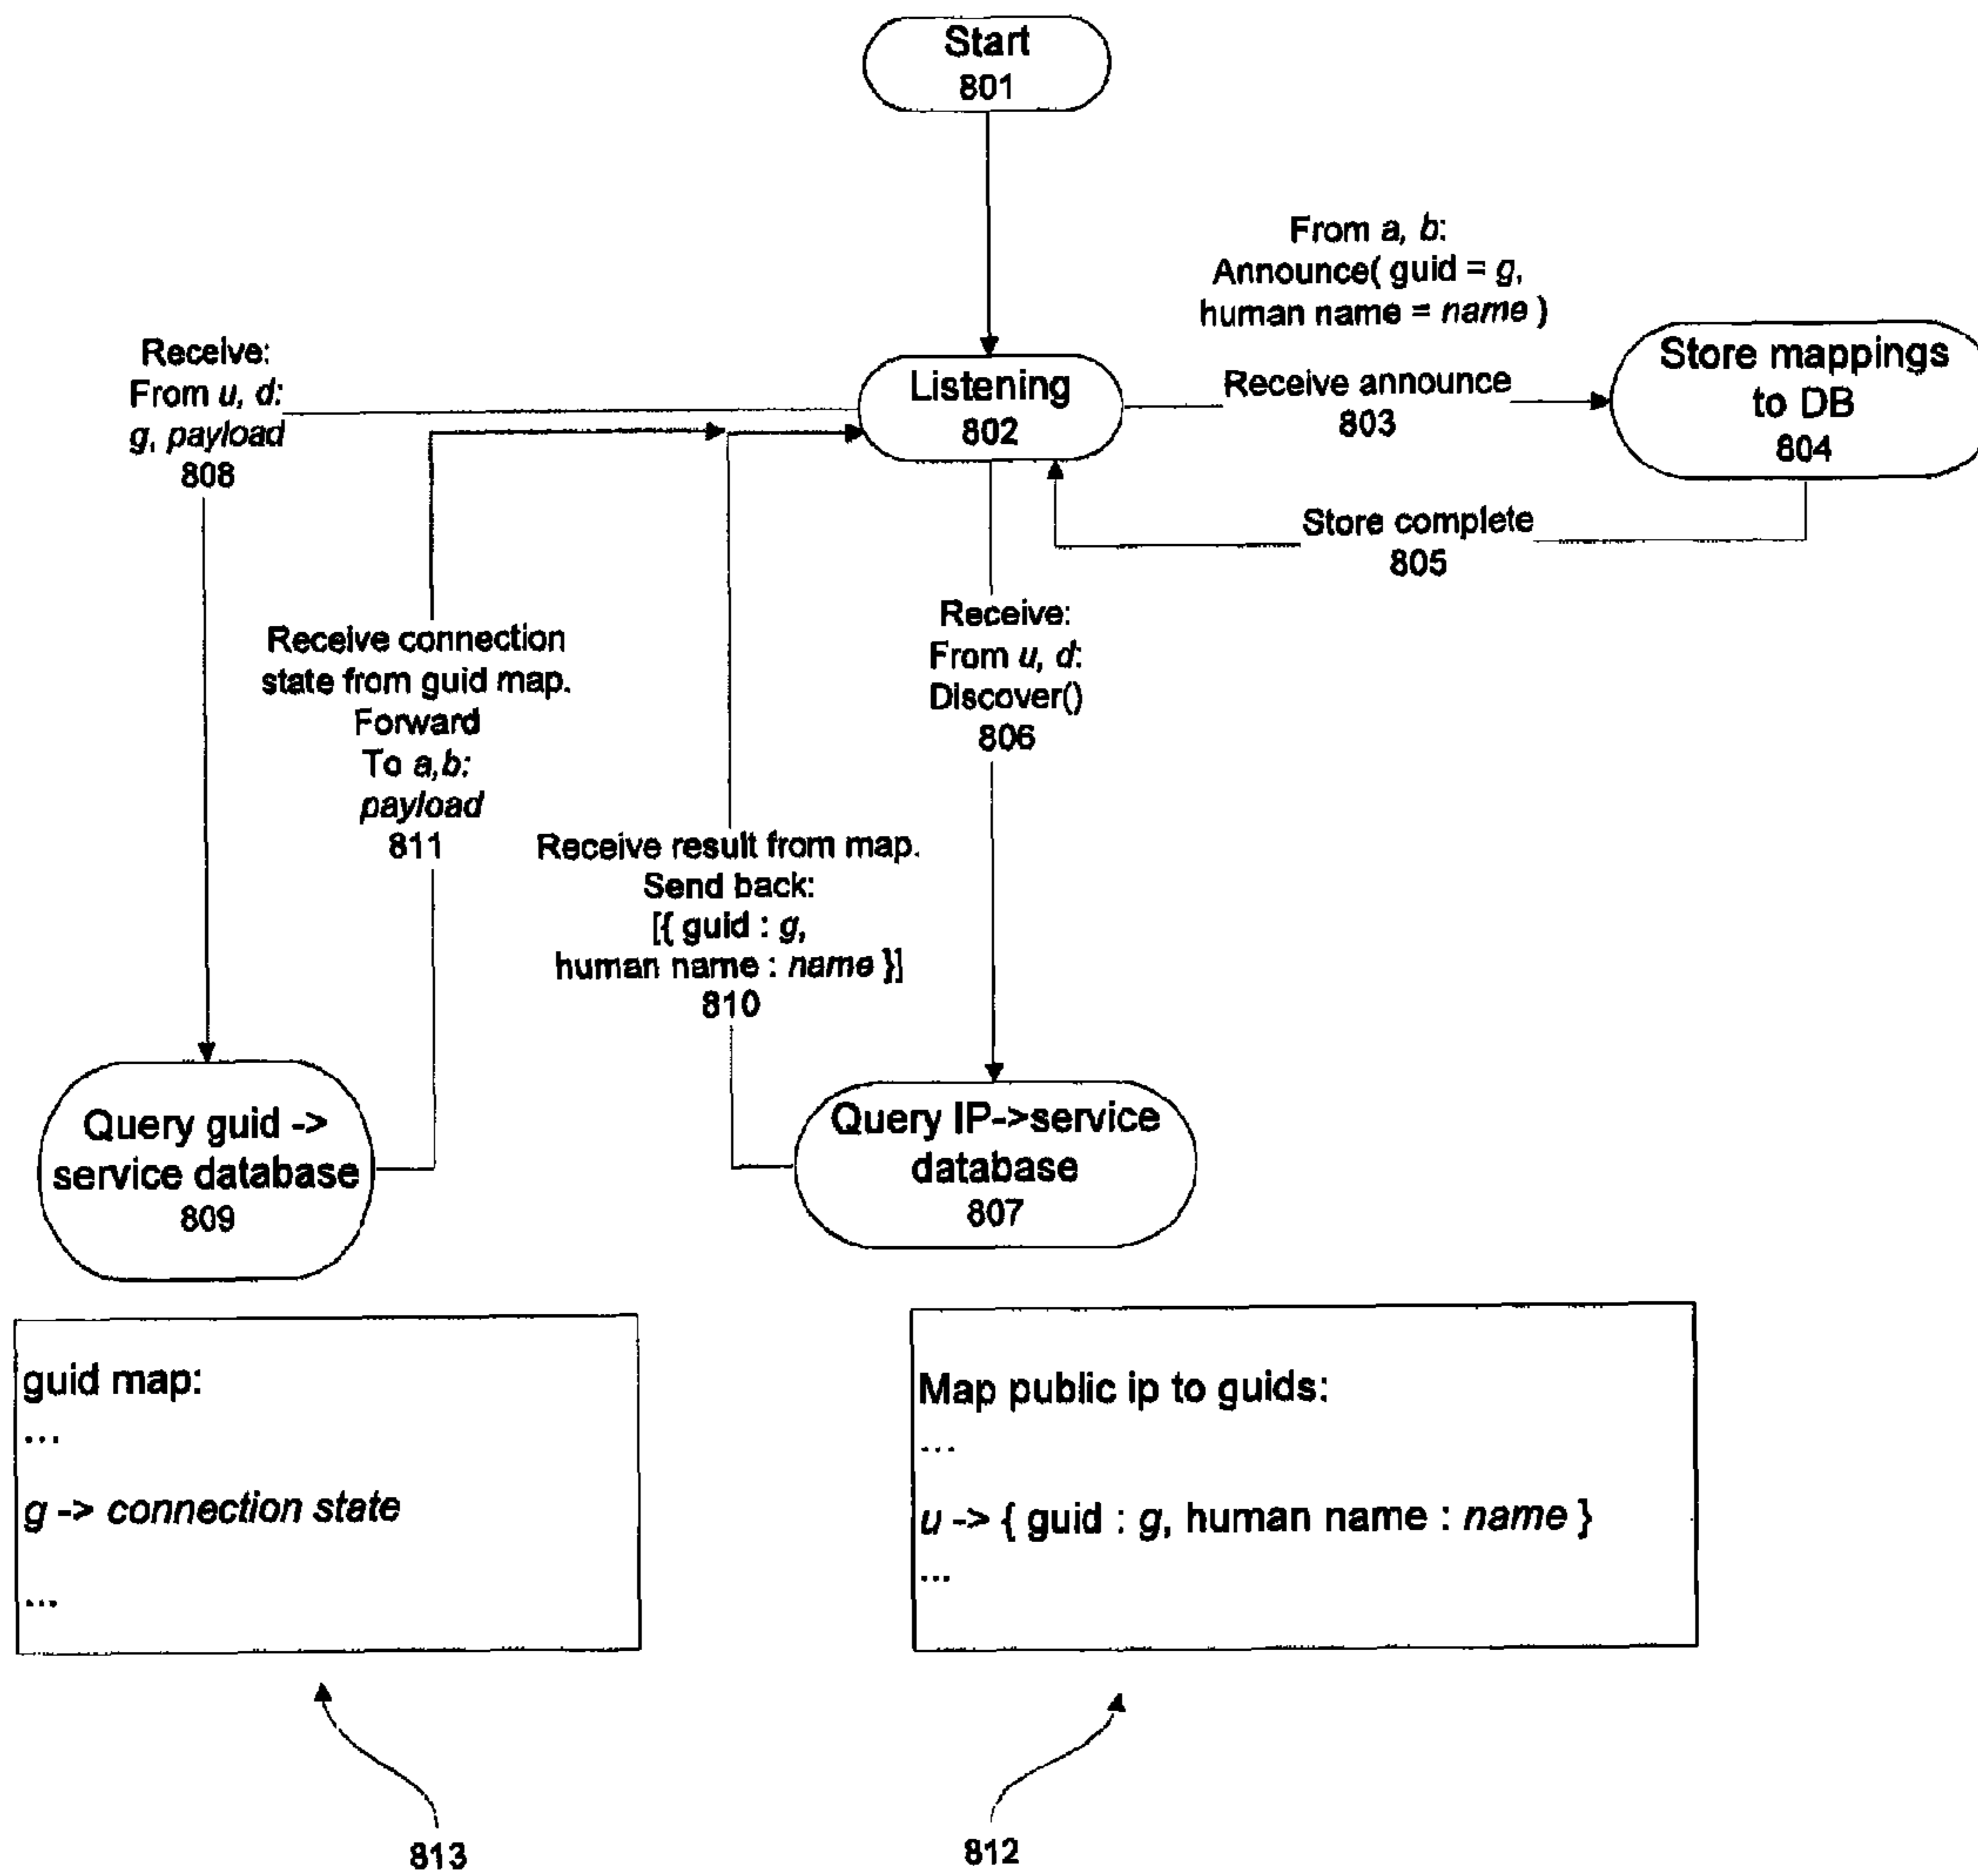 Start
801
From a, b:
Announce( guid = g,
human name = name )
Receive:
From u, d:
g, payload
808
Listening
802
Receive announce
803
Store mappings
to DB
804
Store complete
805
Receive connection
state from guid map.
Forward
To a,b:
payload
811
Receive:
From u, d:
Discover()
806
Receive result from map.
Send back:
[{ guid : g,
human name : name }]
810
Query guid ->
service database
809
Query IP->service
database
807
guid map:
...
g -> connection state
...
Map public ip to guids:
...
u -> { guid : g, human name : name }
...
813
812